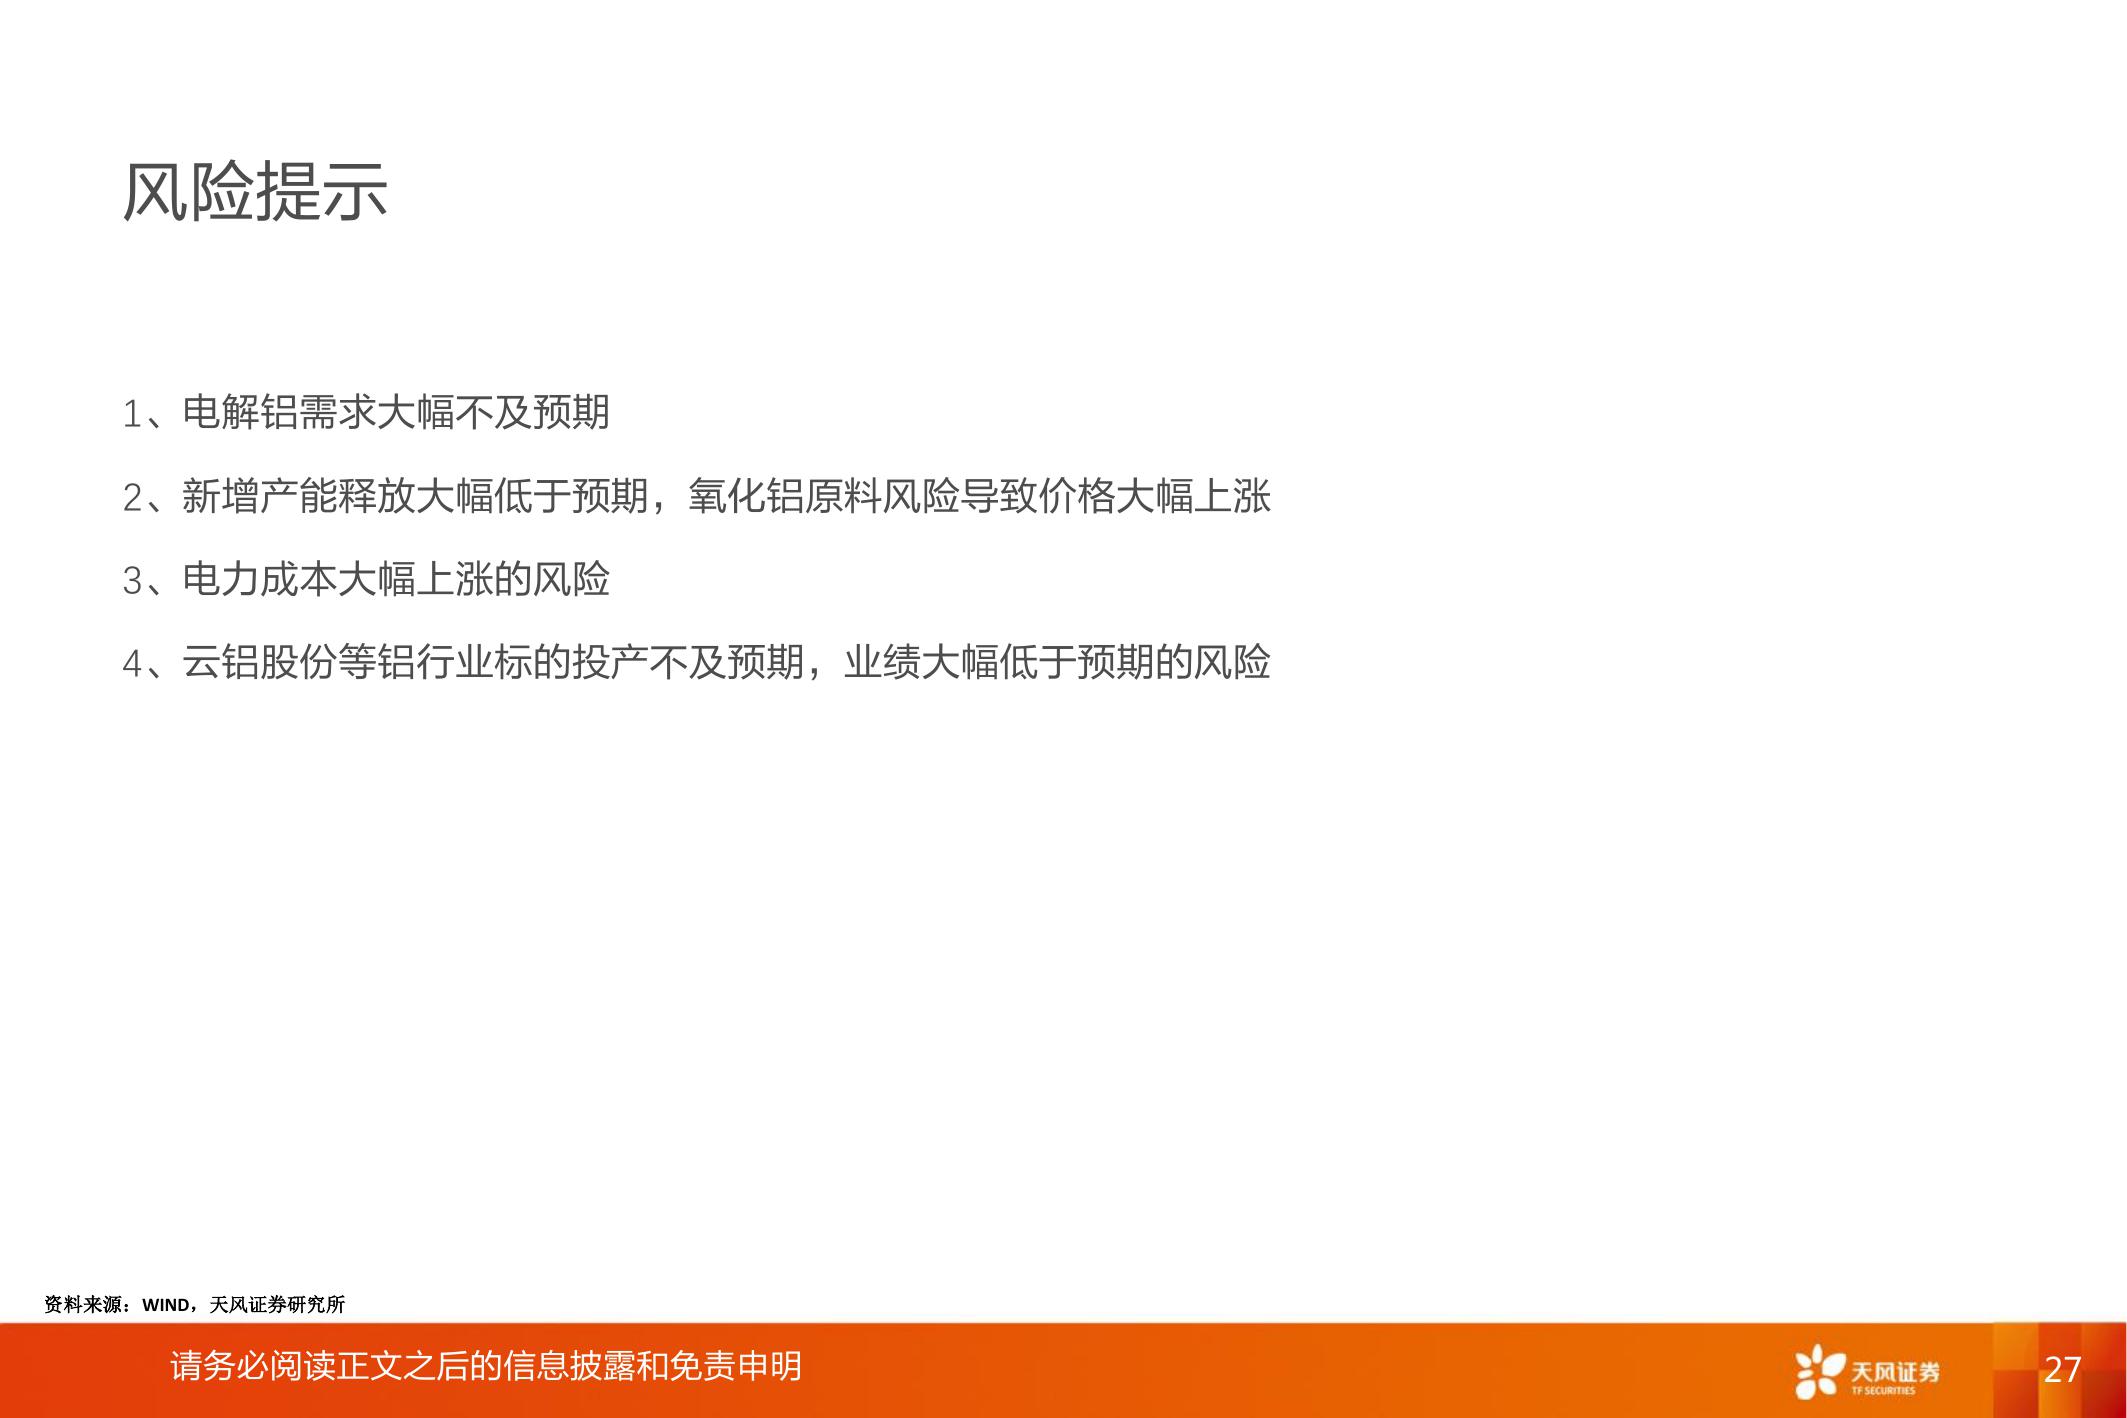 风险提示
1、电解铝需求大幅不及预期
2、新增产能释放大幅低于预期，氧化铝原料风险导致价格大幅上涨
3、电力成本大幅上涨的风险
4、云铝股份等铝行业标的投产不及预期，业绩大幅低于预期的风险
资料来源：WIND，天风证券研究所
请务必阅读正文之后的信息披露和免责申明
天风证券
TF SECURITIES
27